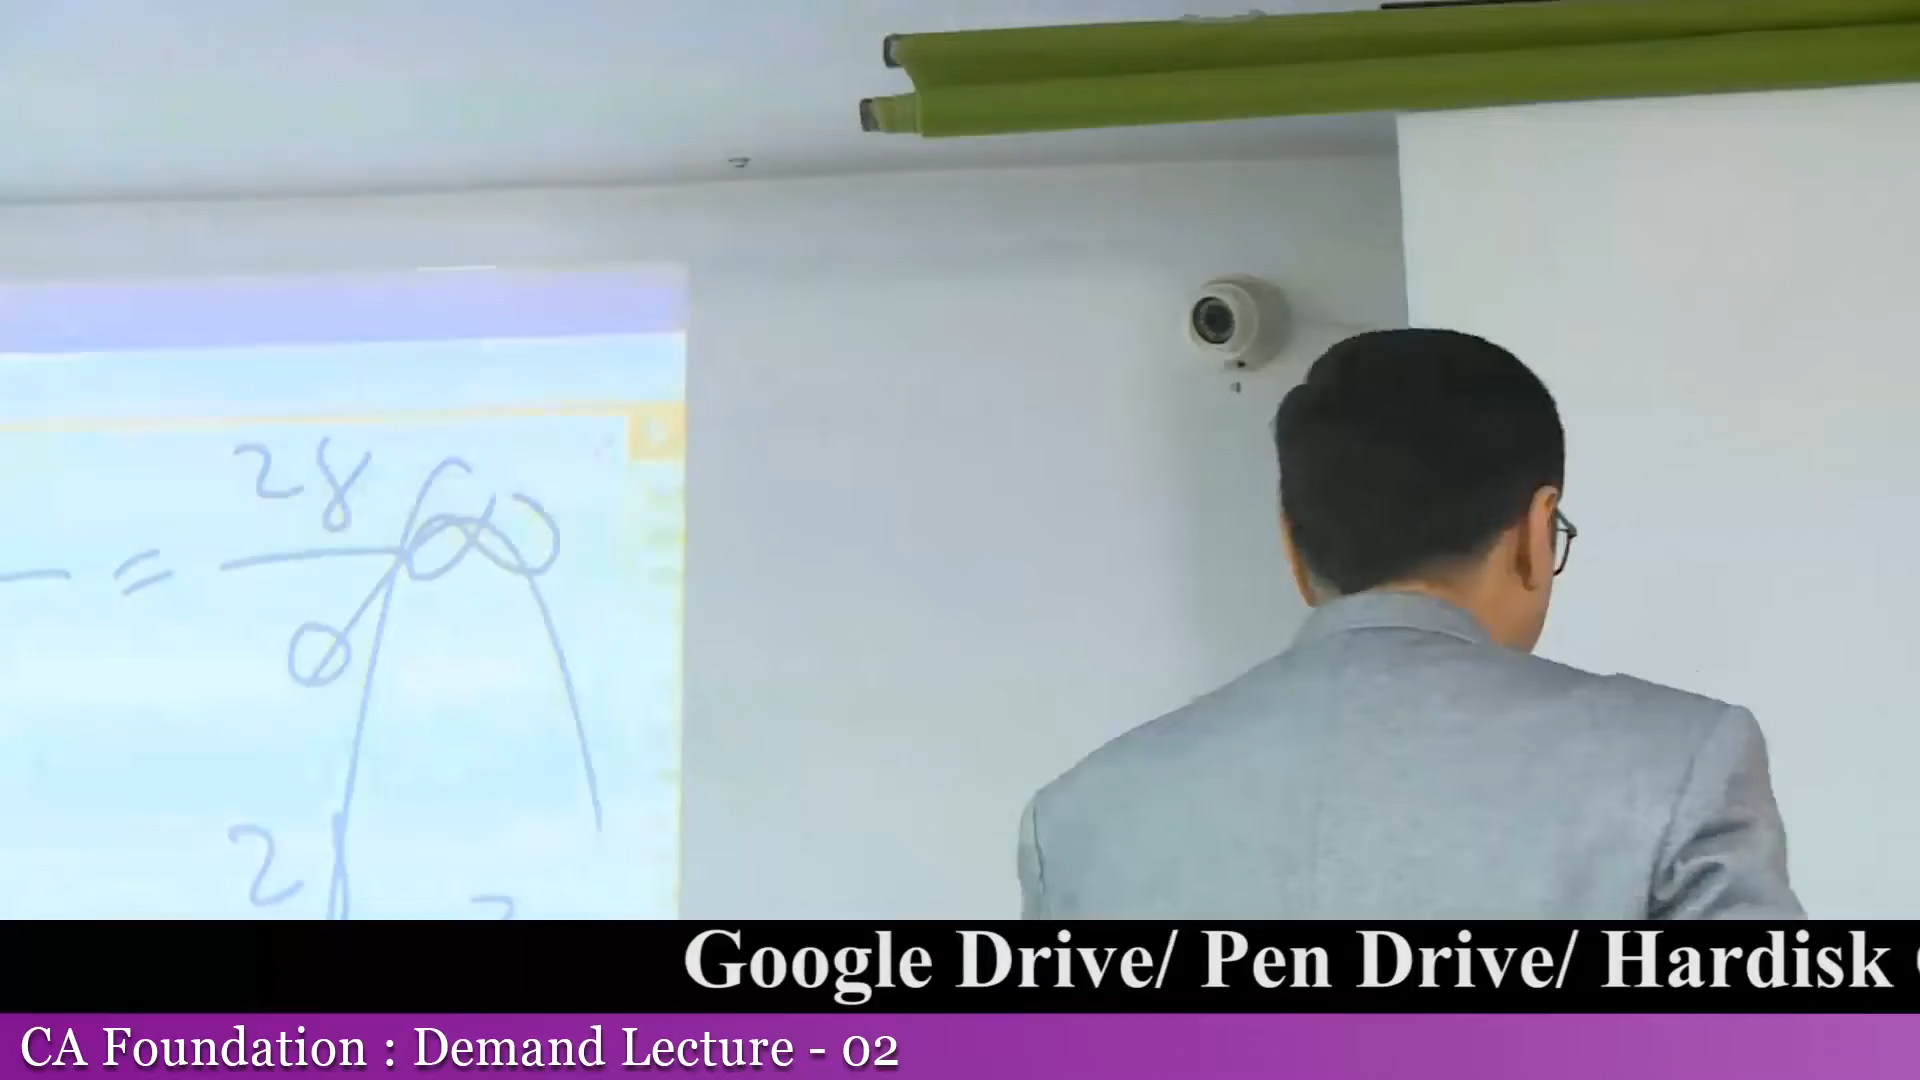 28
=
2
Google Drive/ Pen Drive/ Hardisk
CA Foundation : Demand Lecture - 02